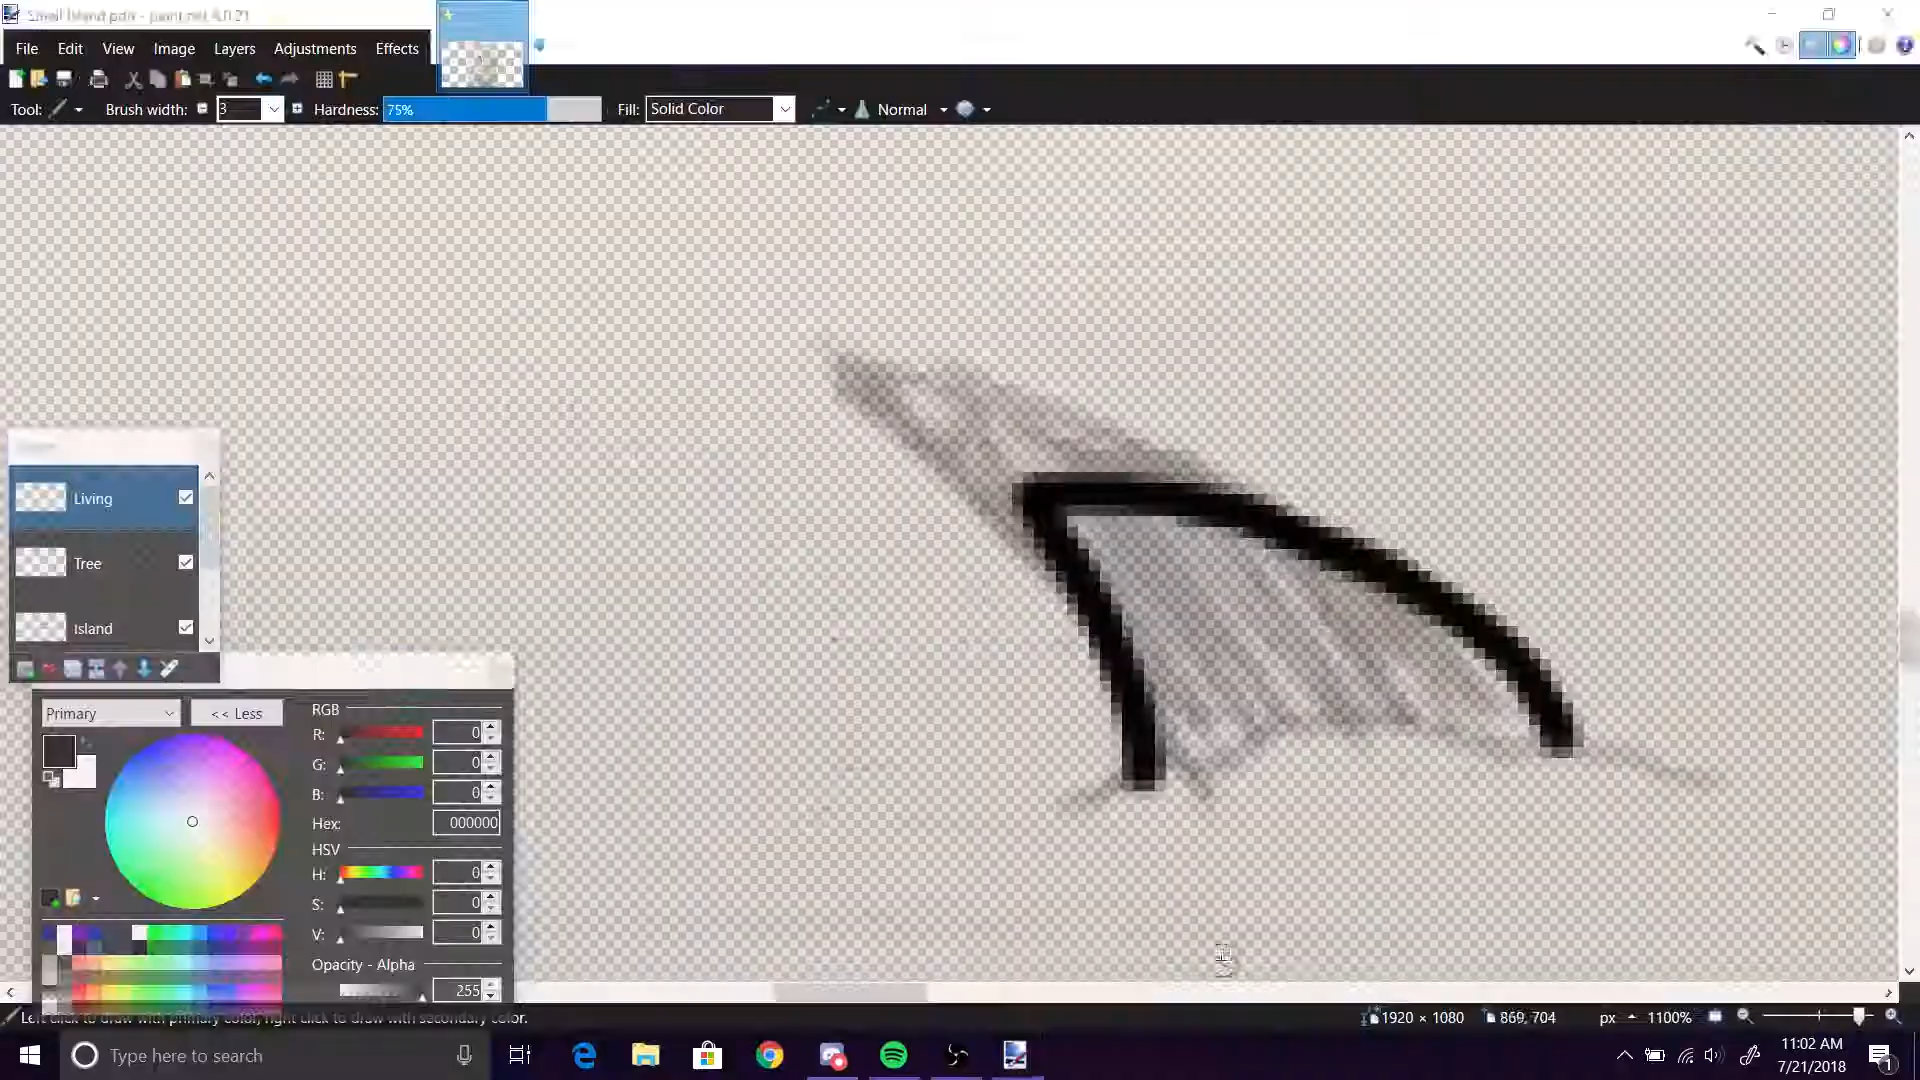 Small Island.pdn - paint.net 4.0.21
File Edit View Image Layers Adjustments Effects
Tool: Brush width: 3 Hardness: 75% Fill: Solid Color Normal
Living
Tree
Island
Primary << Less RGB
R: 0
G: 0
B: 0
Hex: 000000
HSV
H: 0
S: 0
V: 0
Opacity - Alpha
255
Left click to draw with primary color, right click to draw with secondary color. 1920 × 1080 869, 704 px 1100%
Type here to search 11:02 AM
7/21/2018 1